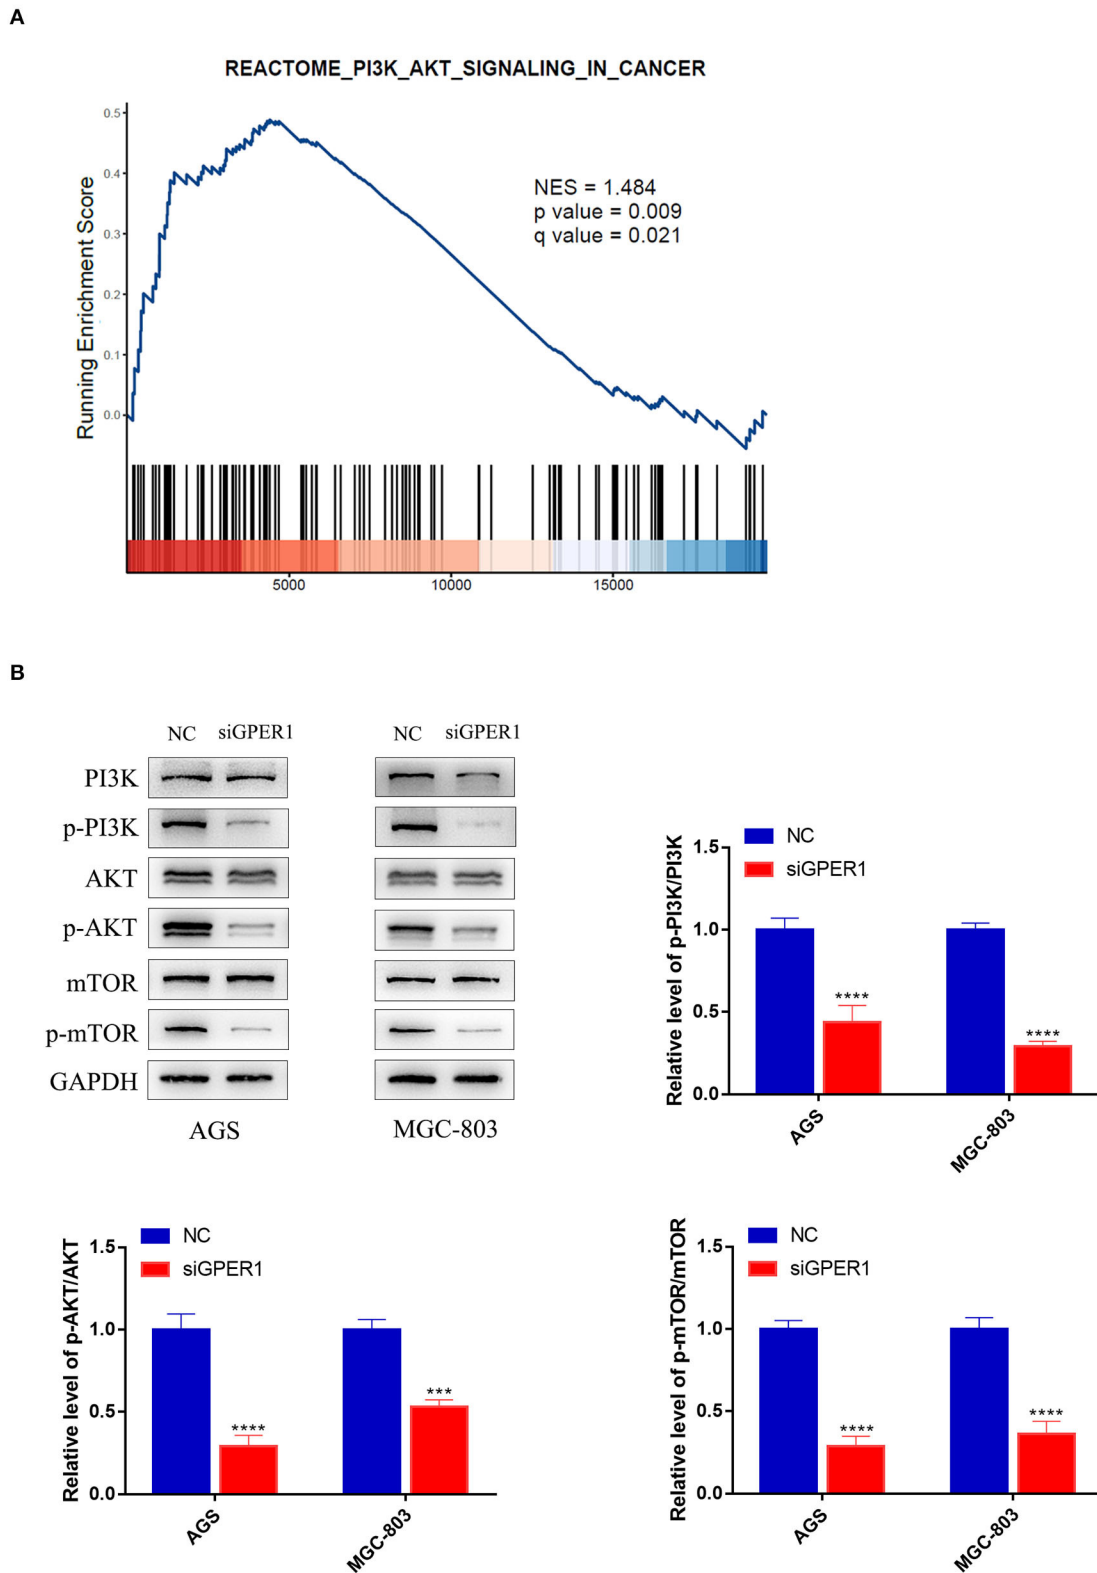 A
REACTOME_PI3K_AKT_SIGNALING_IN_CANCER
Running Enrichment Score
0.5
0.4
0.3
0.2
0.1
0.0
NES = 1.484
p value = 0.009
q value = 0.021
5000 10000 15000
B
NC siGPER1 NC siGPER1
PI3K
p-PI3K
AKT
p-AKT
mTOR
p-mTOR
GAPDH
AGS MGC-803
NC
siGPER1
Relative level of p-PI3K/PI3K
1.5
1.0
0.5
0.0
****
****
AGS MGC-803
NC
siGPER1
Relative level of p-AKT/AKT
1.5
1.0
0.5
0.0
****
***
AGS MGC-803
NC
siGPER1
Relative level of p-mTOR/mTOR
1.5
1.0
0.5
0.0
****
****
AGS MGC-803